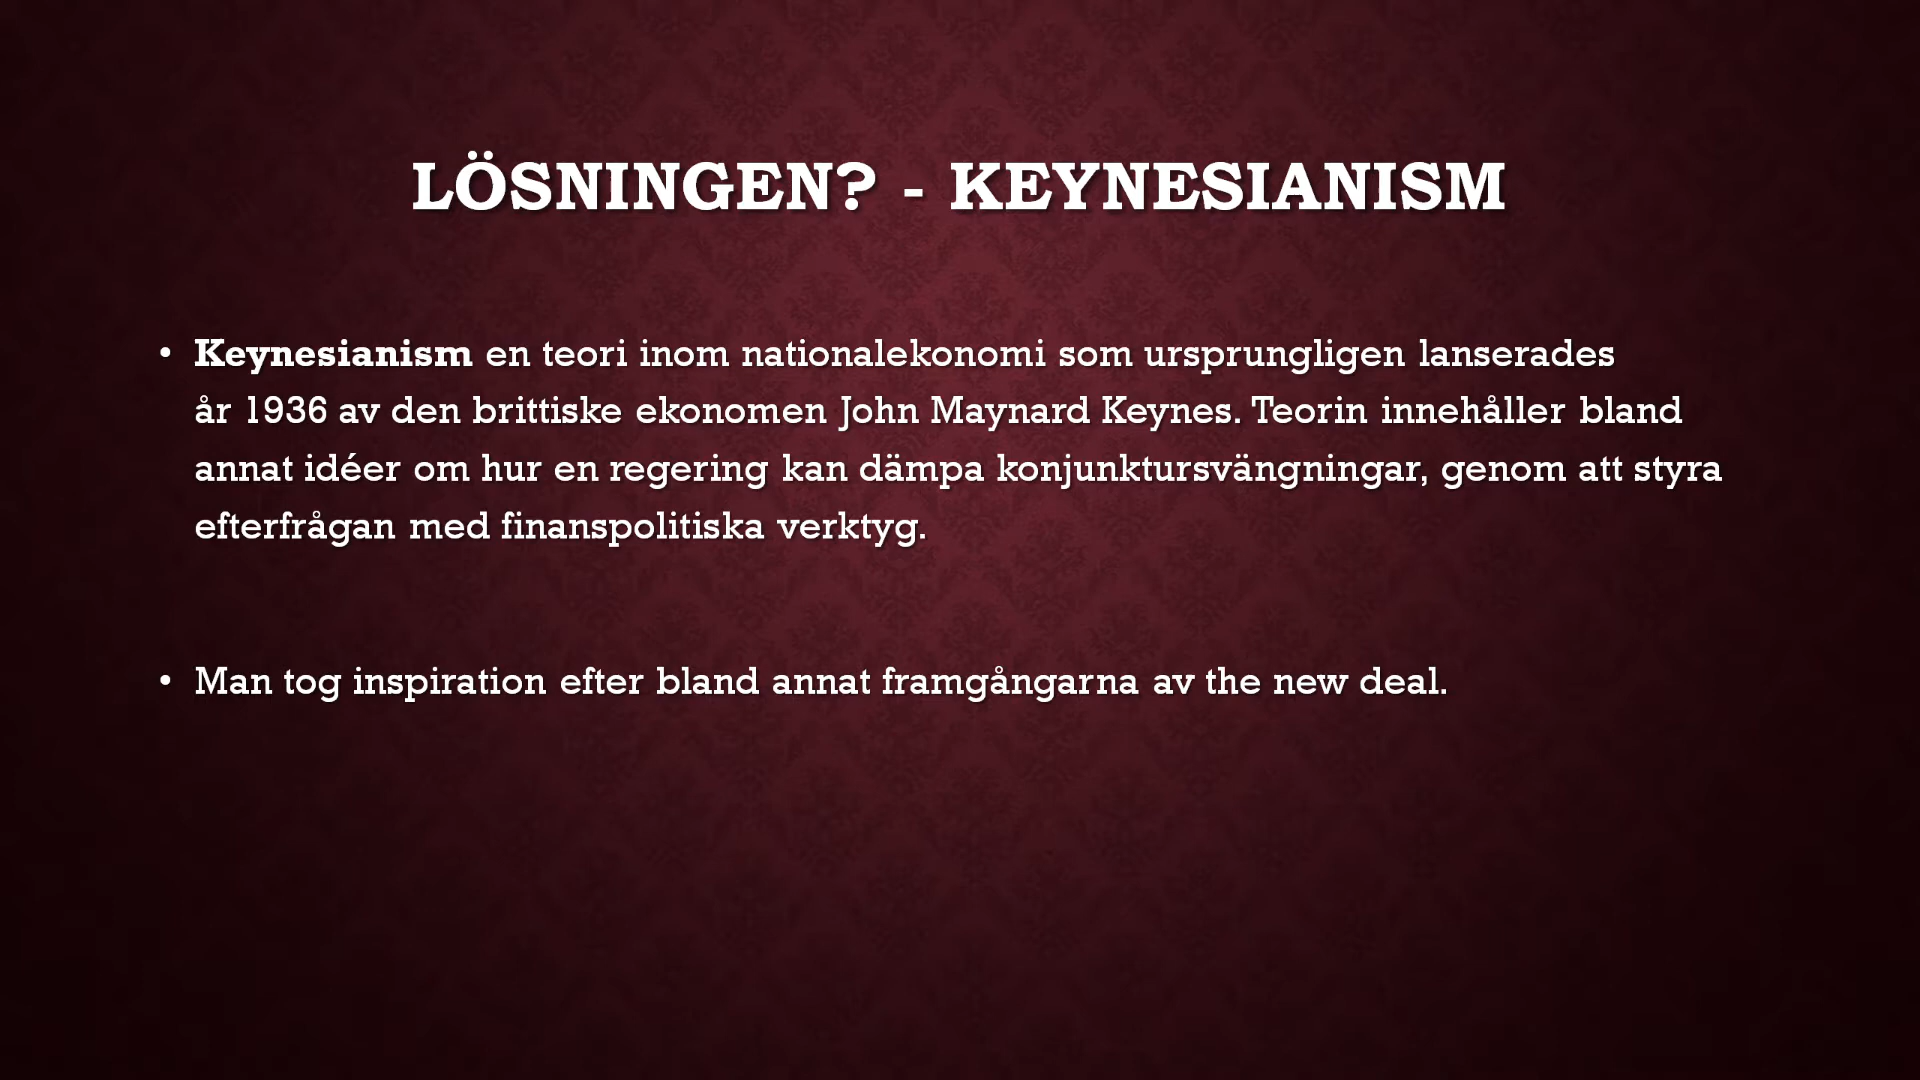 LÖSNINGEN? - KEYNESIANISM
• Keynesianism en teori inom nationalekonomi som ursprungligen lanserades
år 1936 av den brittiske ekonomen John Maynard Keynes. Teorin innehåller bland
annat idéer om hur en regering kan dämpa konjunktursvängningar, genom att styra
efterfrågan med finanspolitiska verktyg.
• Man tog inspiration efter bland annat framgångarna av the new deal.